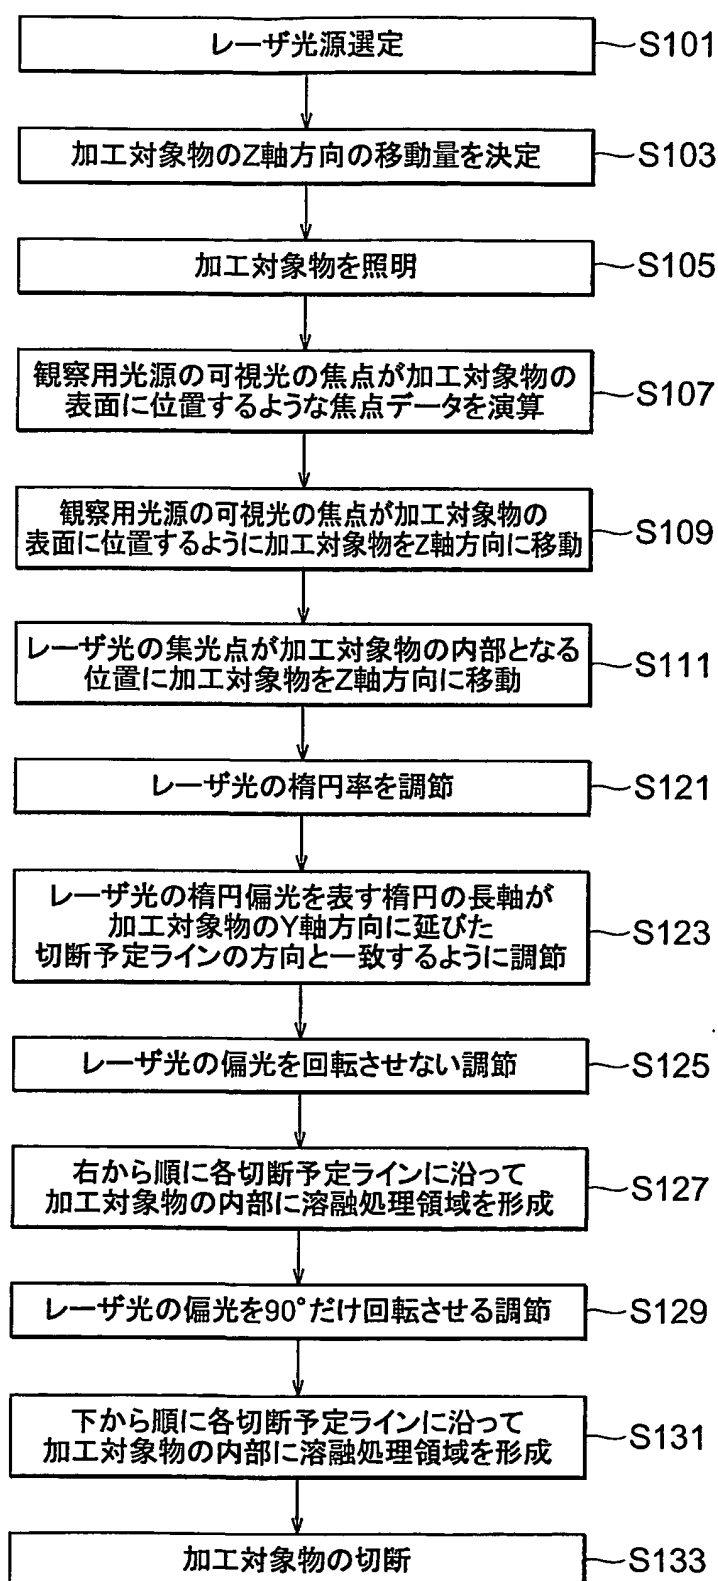 レーザ光源選定 S101
加工対象物のZ軸方向の移動量を決定 S103
加工対象物を照明 S105
観察用光源の可視光の焦点が加工対象物の
表面に位置するような焦点データを演算 S107
観察用光源の可視光の焦点が加工対象物の
表面に位置するように加工対象物をZ軸方向に移動 S109
レーザ光の集光点が加工対象物の内部となる
位置に加工対象物をZ軸方向に移動 S111
レーザ光の楕円率を調節 S121
レーザ光の楕円偏光を表す楕円の長軸が
加工対象物のY軸方向に延びた
切断予定ラインの方向と一致するように調節 S123
レーザ光の偏光を回転させない調節 S125
右から順に各切断予定ラインに沿って
加工対象物の内部に溶融処理領域を形成 S127
レーザ光の偏光を90°だけ回転させる調節 S129
下から順に各切断予定ラインに沿って
加工対象物の内部に溶融処理領域を形成 S131
加工対象物の切断 S133